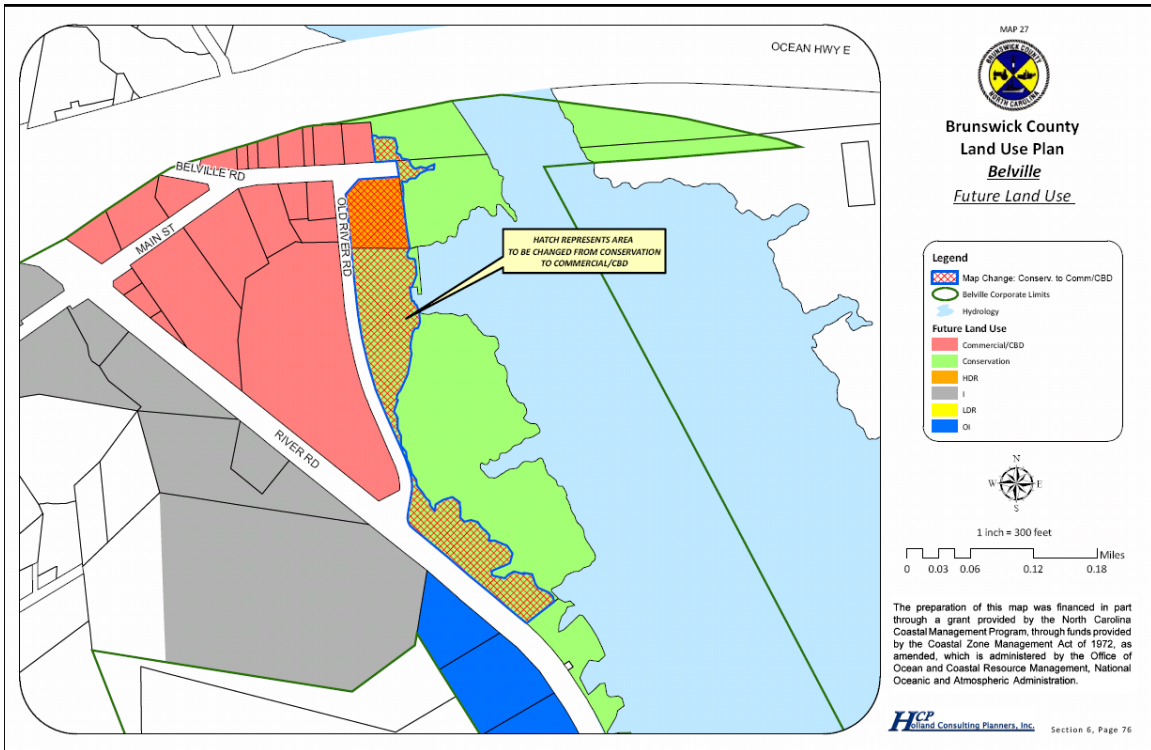 OCEAN HWY E
BELVILLE RD
MAIN ST
OLD RIVER RD
RIVER RD
HATCH REPRESENTS AREA
TO BE CHANGED FROM CONSERVATION
TO COMMERCIAL/CBD
MAP 27
BRUNSWICK COUNTY
NORTH CAROLINA
Brunswick County
Land Use Plan
Belville
Future Land Use
Legend
Map Change: Conserv. to Comm/CBD
Belville Corporate Limits
Hydrology
Future Land Use
Commercial/CBD
Conservation
HDR
I
LDR
OI
N
W E
S
1 inch = 300 feet
Miles
0 0.03 0.06 0.12 0.18
The preparation of this map was financed in part
through a grant provided by the North Carolina
Coastal Management Program, through funds provided
by the Coastal Zone Management Act of 1972, as
amended, which is administered by the Office of
Ocean and Coastal Resource Management, National
Oceanic and Atmospheric Administration.
HCP
Holland Consulting Planners, Inc.
Section 6, Page 76